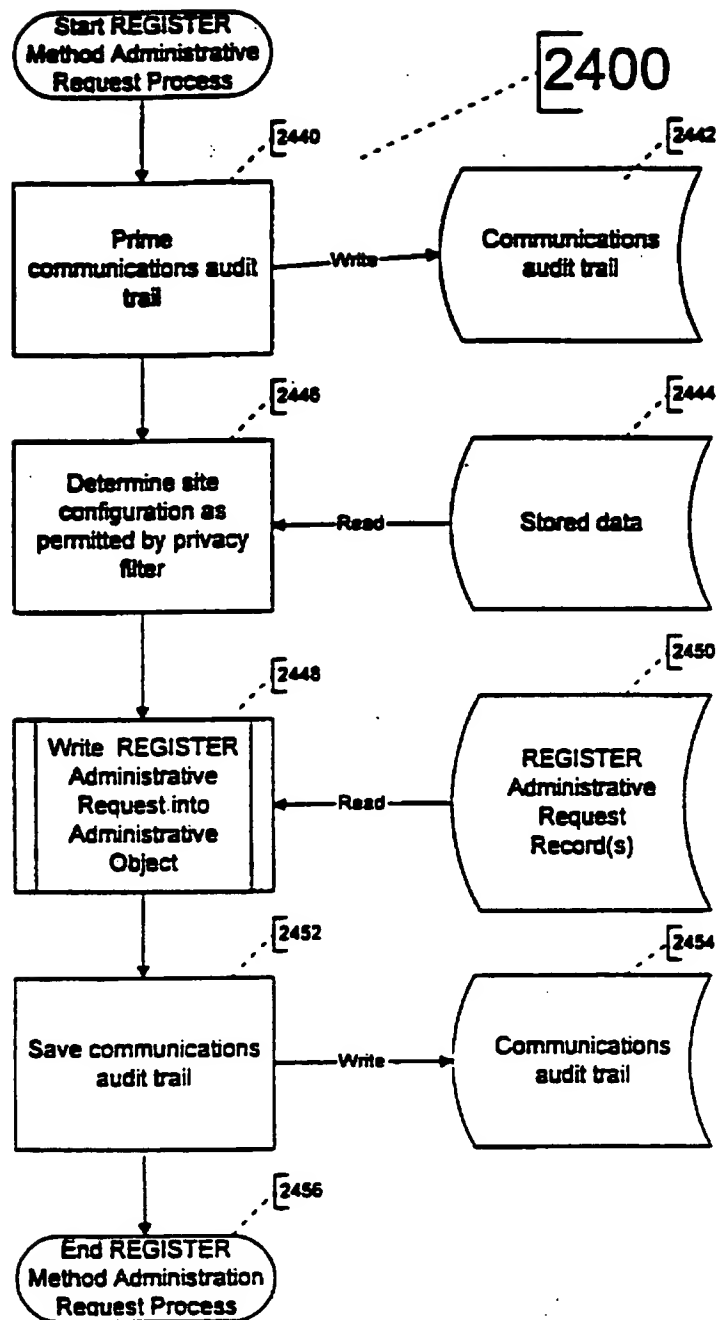 Start REGISTER
Method Administrative
Request Process
2400
2440
2442
Prime
communications audit
trail
Write
Communications
audit trail
2446
2444
Determine site
configuration as
permitted by privacy
filter
Read
Stored data
2448
2450
Write REGISTER
Administrative
Request into
Administrative
Object
Read
REGISTER
Administrative
Request
Record(s)
2452
2454
Save communications
audit trail
Write
Communications
audit trail
2456
End REGISTER
Method Administration
Request Process